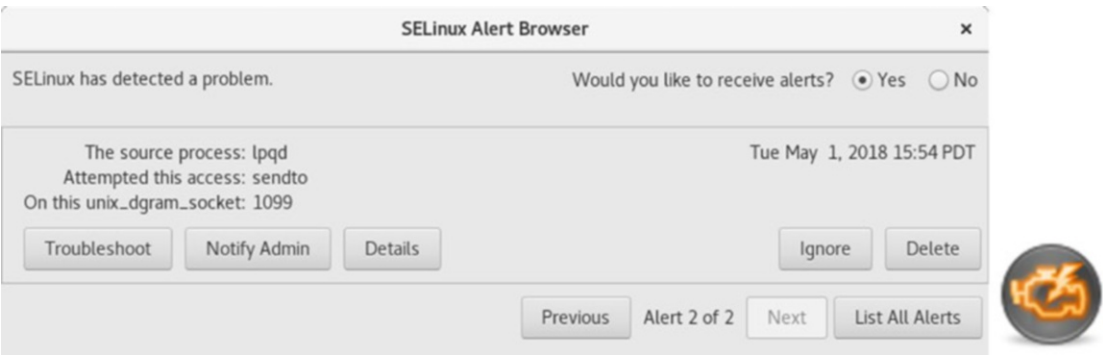 SELinux Alert Browser ×
SELinux has detected a problem. Would you like to receive alerts? Yes No
The source process: lpqd Tue May 1, 2018 15:54 PDT
Attempted this access: sendto
On this unix_dgram_socket: 1099
Troubleshoot Notify Admin Details Ignore Delete
Previous Alert 2 of 2 Next List All Alerts